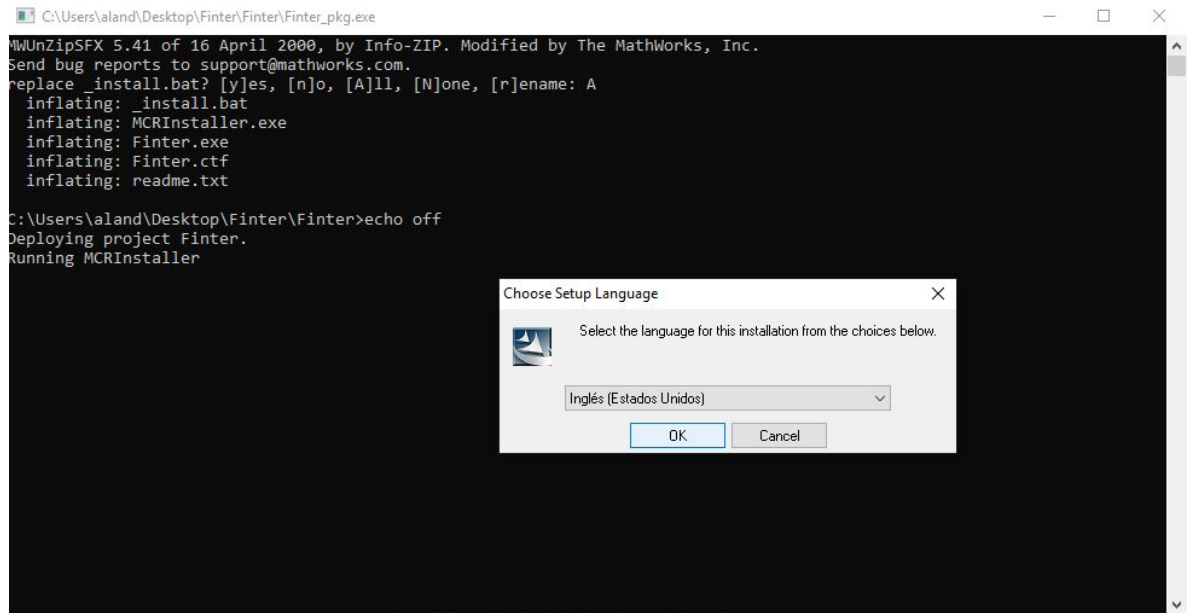 C:\Users\aland\Desktop\Finter\Finter\Finter_pkg.exe
MWUnZipSFX 5.41 of 16 April 2000, by Info-ZIP. Modified by The MathWorks, Inc.
Send bug reports to support@mathworks.com.
replace _install.bat? [y]es, [n]o, [A]ll, [N]one, [r]ename: A
inflating: _install.bat
inflating: MCRInstaller.exe
inflating: Finter.exe
inflating: Finter.ctf
inflating: readme.txt
C:\Users\aland\Desktop\Finter\Finter>echo off
Deploying project Finter.
Running MCRInstaller
Choose Setup Language
Select the language for this installation from the choices below.
Inglés (Estados Unidos)
OK
Cancel